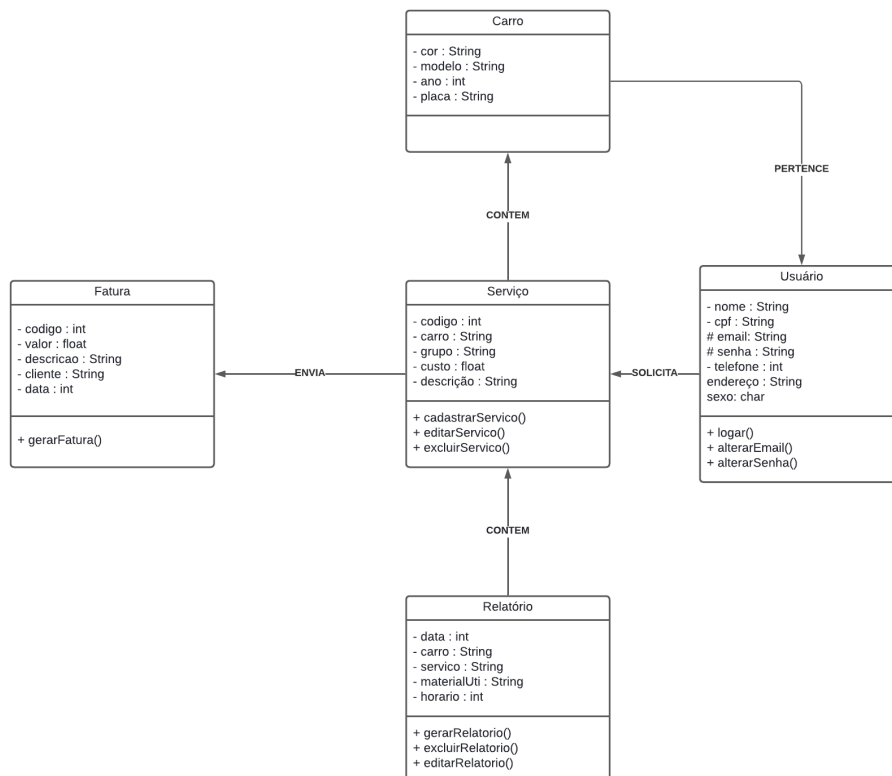 Carro
- cor : String
- modelo : String
- ano : int
- placa : String
PERTENCE
CONTEM
Fatura
- codigo : int
- valor : float
- descricao : String
- cliente : String
- data : int
+ gerarFatura()
ENVIA
Serviço
- codigo : int
- carro : String
- grupo : String
- custo : float
- descrição : String
+ cadastrarServico()
+ editarServico()
+ excluirServico()
SOLICITA
Usuário
- nome : String
- cpf : String
# email: String
# senha : String
- telefone : int
endereço : String
sexo: char
+ logar()
+ alterarEmail()
+ alterarSenha()
CONTEM
Relatório
- data : int
- carro : String
- servico : String
- materialUti : String
- horario : int
+ gerarRelatorio()
+ excluirRelatorio()
+ editarRelatorio()